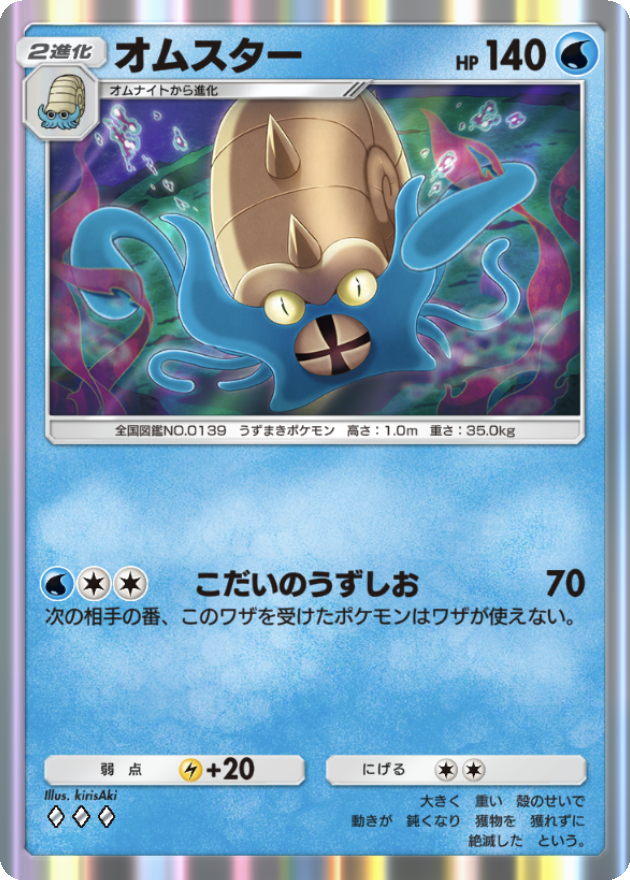 2進化 オムスター HP 140
オムナイトから進化
全国図鑑NO.0139 うずまきポケモン 高さ:1.0m 重さ:35.0kg
こだいのうずしお 70
次の相手の番、このワザを受けたポケモンはワザが使えない。
弱点 +20 にげる
Illus. kirisAki
大きく 重い 殻のせいで
動きが 鈍くなり 獲物を 獲れずに
絶滅した という。